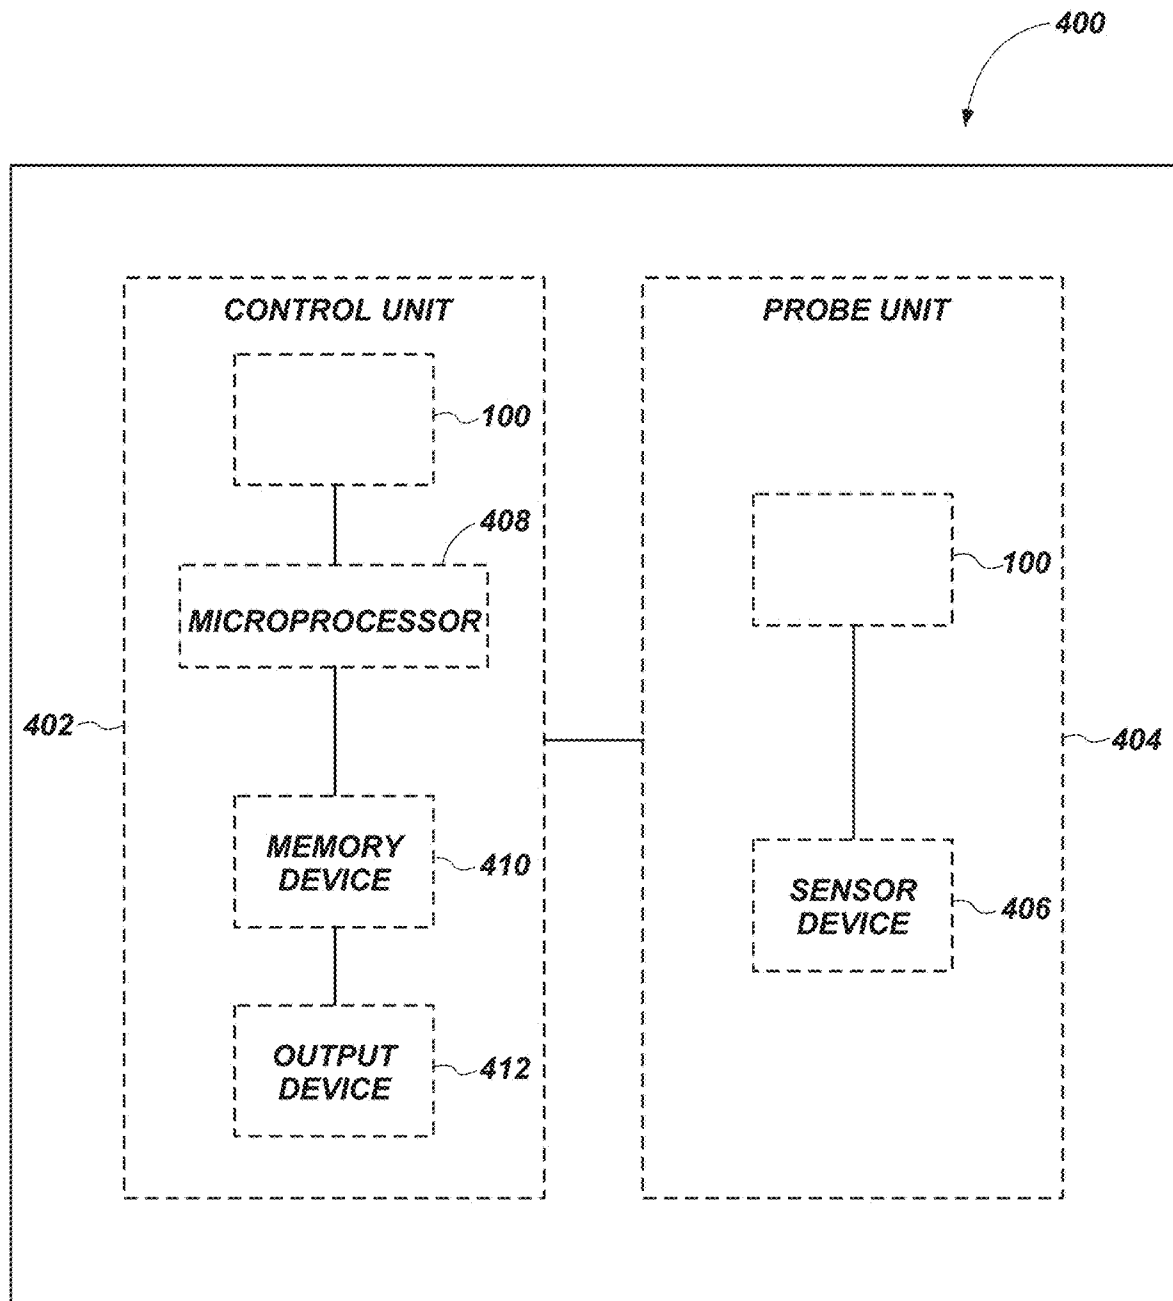 400
CONTROL UNIT
PROBE UNIT
100
408
MICROPROCESSOR
100
402
404
MEMORY
DEVICE
410
SENSOR
DEVICE
406
OUTPUT
DEVICE
412